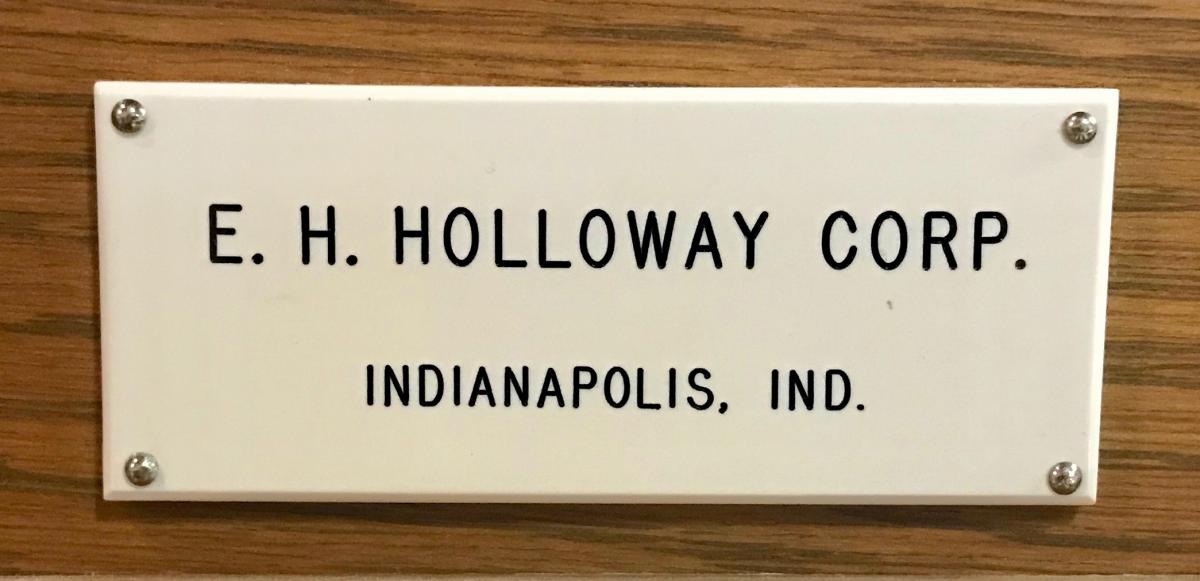 E. H. HOLLOWAY CORP.
INDIANAPOLIS, IND.